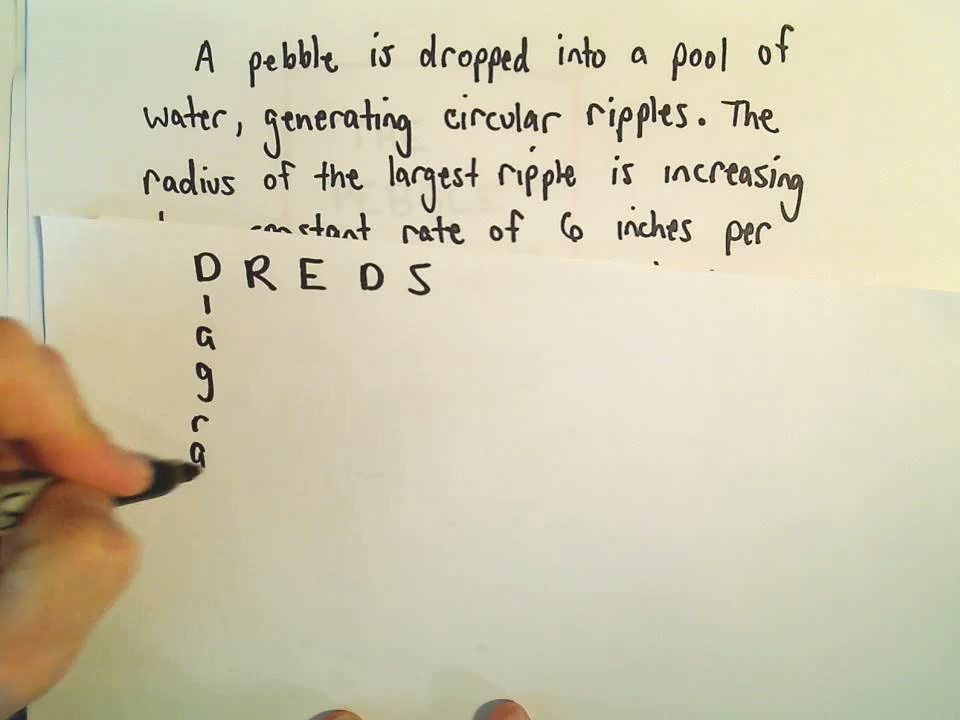 A pebble is dropped into a pool of
water, generating circular ripples. The
radius of the largest ripple is increasing
constant rate of 6 inches per
D R E D S
i
a
g
r
a